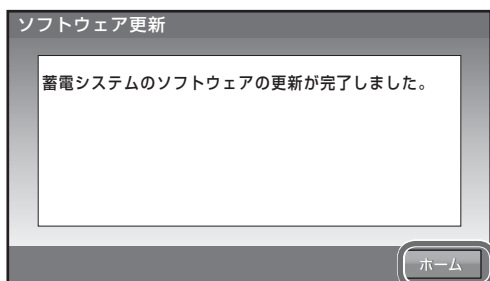 ソフトウェア更新
蓄電システムのソフトウェアの更新が完了しました。
ホーム